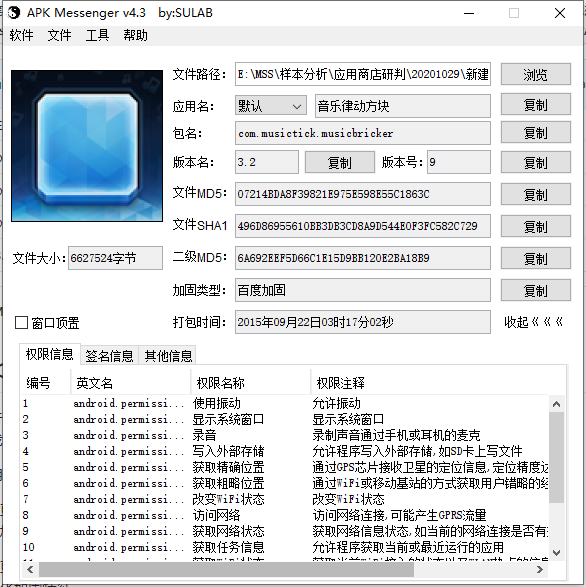 APK Messenger v4.3 by:SULAB
软件 文件 工具 帮助
文件路径: E:\MSS\样本分析\应用商店研判\20201029\新建 浏览
应用名: 默认 音乐律动方块 复制
包名: com.musictick.musicbricker 复制
版本名: 3.2 复制 版本号: 9 复制
文件MD5: 07214BDA8F39821E975E598E55C1863C 复制
文件SHA1 496D86955610BB3DB3CD8A9D544E0F3FC582C729 复制
文件大小: 6627524字节 二级MD5: 6A692EEF5D66C1E15D9BB120E2BA18B9 复制
加固类型: 百度加固 复制
窗口顶置 打包时间: 2015年09月22日03时17分02秒 收起《《《
权限信息 签名信息 其他信息
编号 英文名 权限名称 权限注释
1 android.permissi... 使用振动 允许振动
2 android.permissi... 显示系统窗口 显示系统窗口
3 android.permissi... 录音 录制声音通过手机或耳机的麦克
4 android.permissi... 写入外部存储 允许程序写入外部存储,如SD卡上写文件
5 android.permissi... 获取精确位置 通过GPS芯片接收卫星的定位信息,定位精度达
6 android.permissi... 获取粗略位置 通过WiFi或移动基站的方式获取用户错略的经
7 android.permissi... 改变WiFi状态 改变WiFi状态
8 android.permissi... 访问网络 访问网络连接,可能产生GPRS流量
9 android.permissi... 获取网络状态 获取网络信息状态,如当前的网络连接是否有
10 android.permissi... 获取任务信息 允许程序获取当前或最近运行的应用